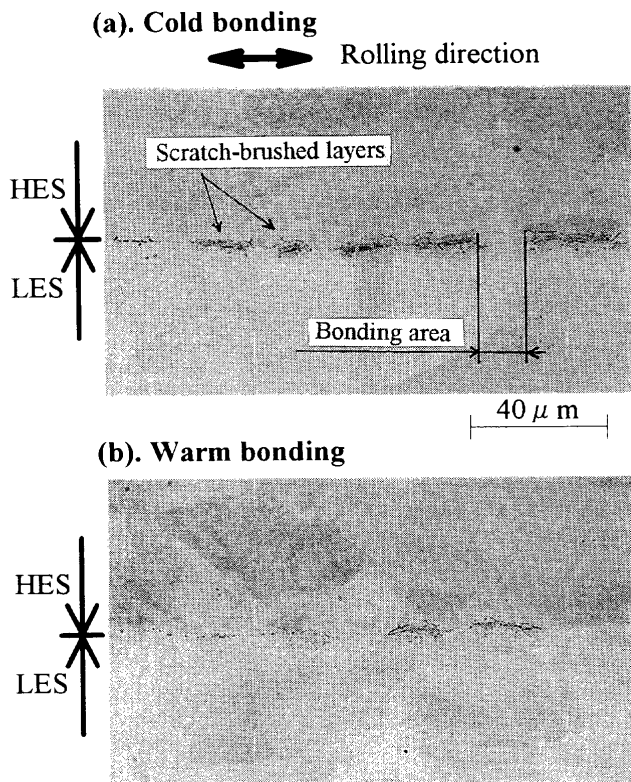 (a). Cold bonding
Rolling direction
Scratch-brushed layers
HES
LES
Bonding area
40 μ m
(b). Warm bonding
HES
LES